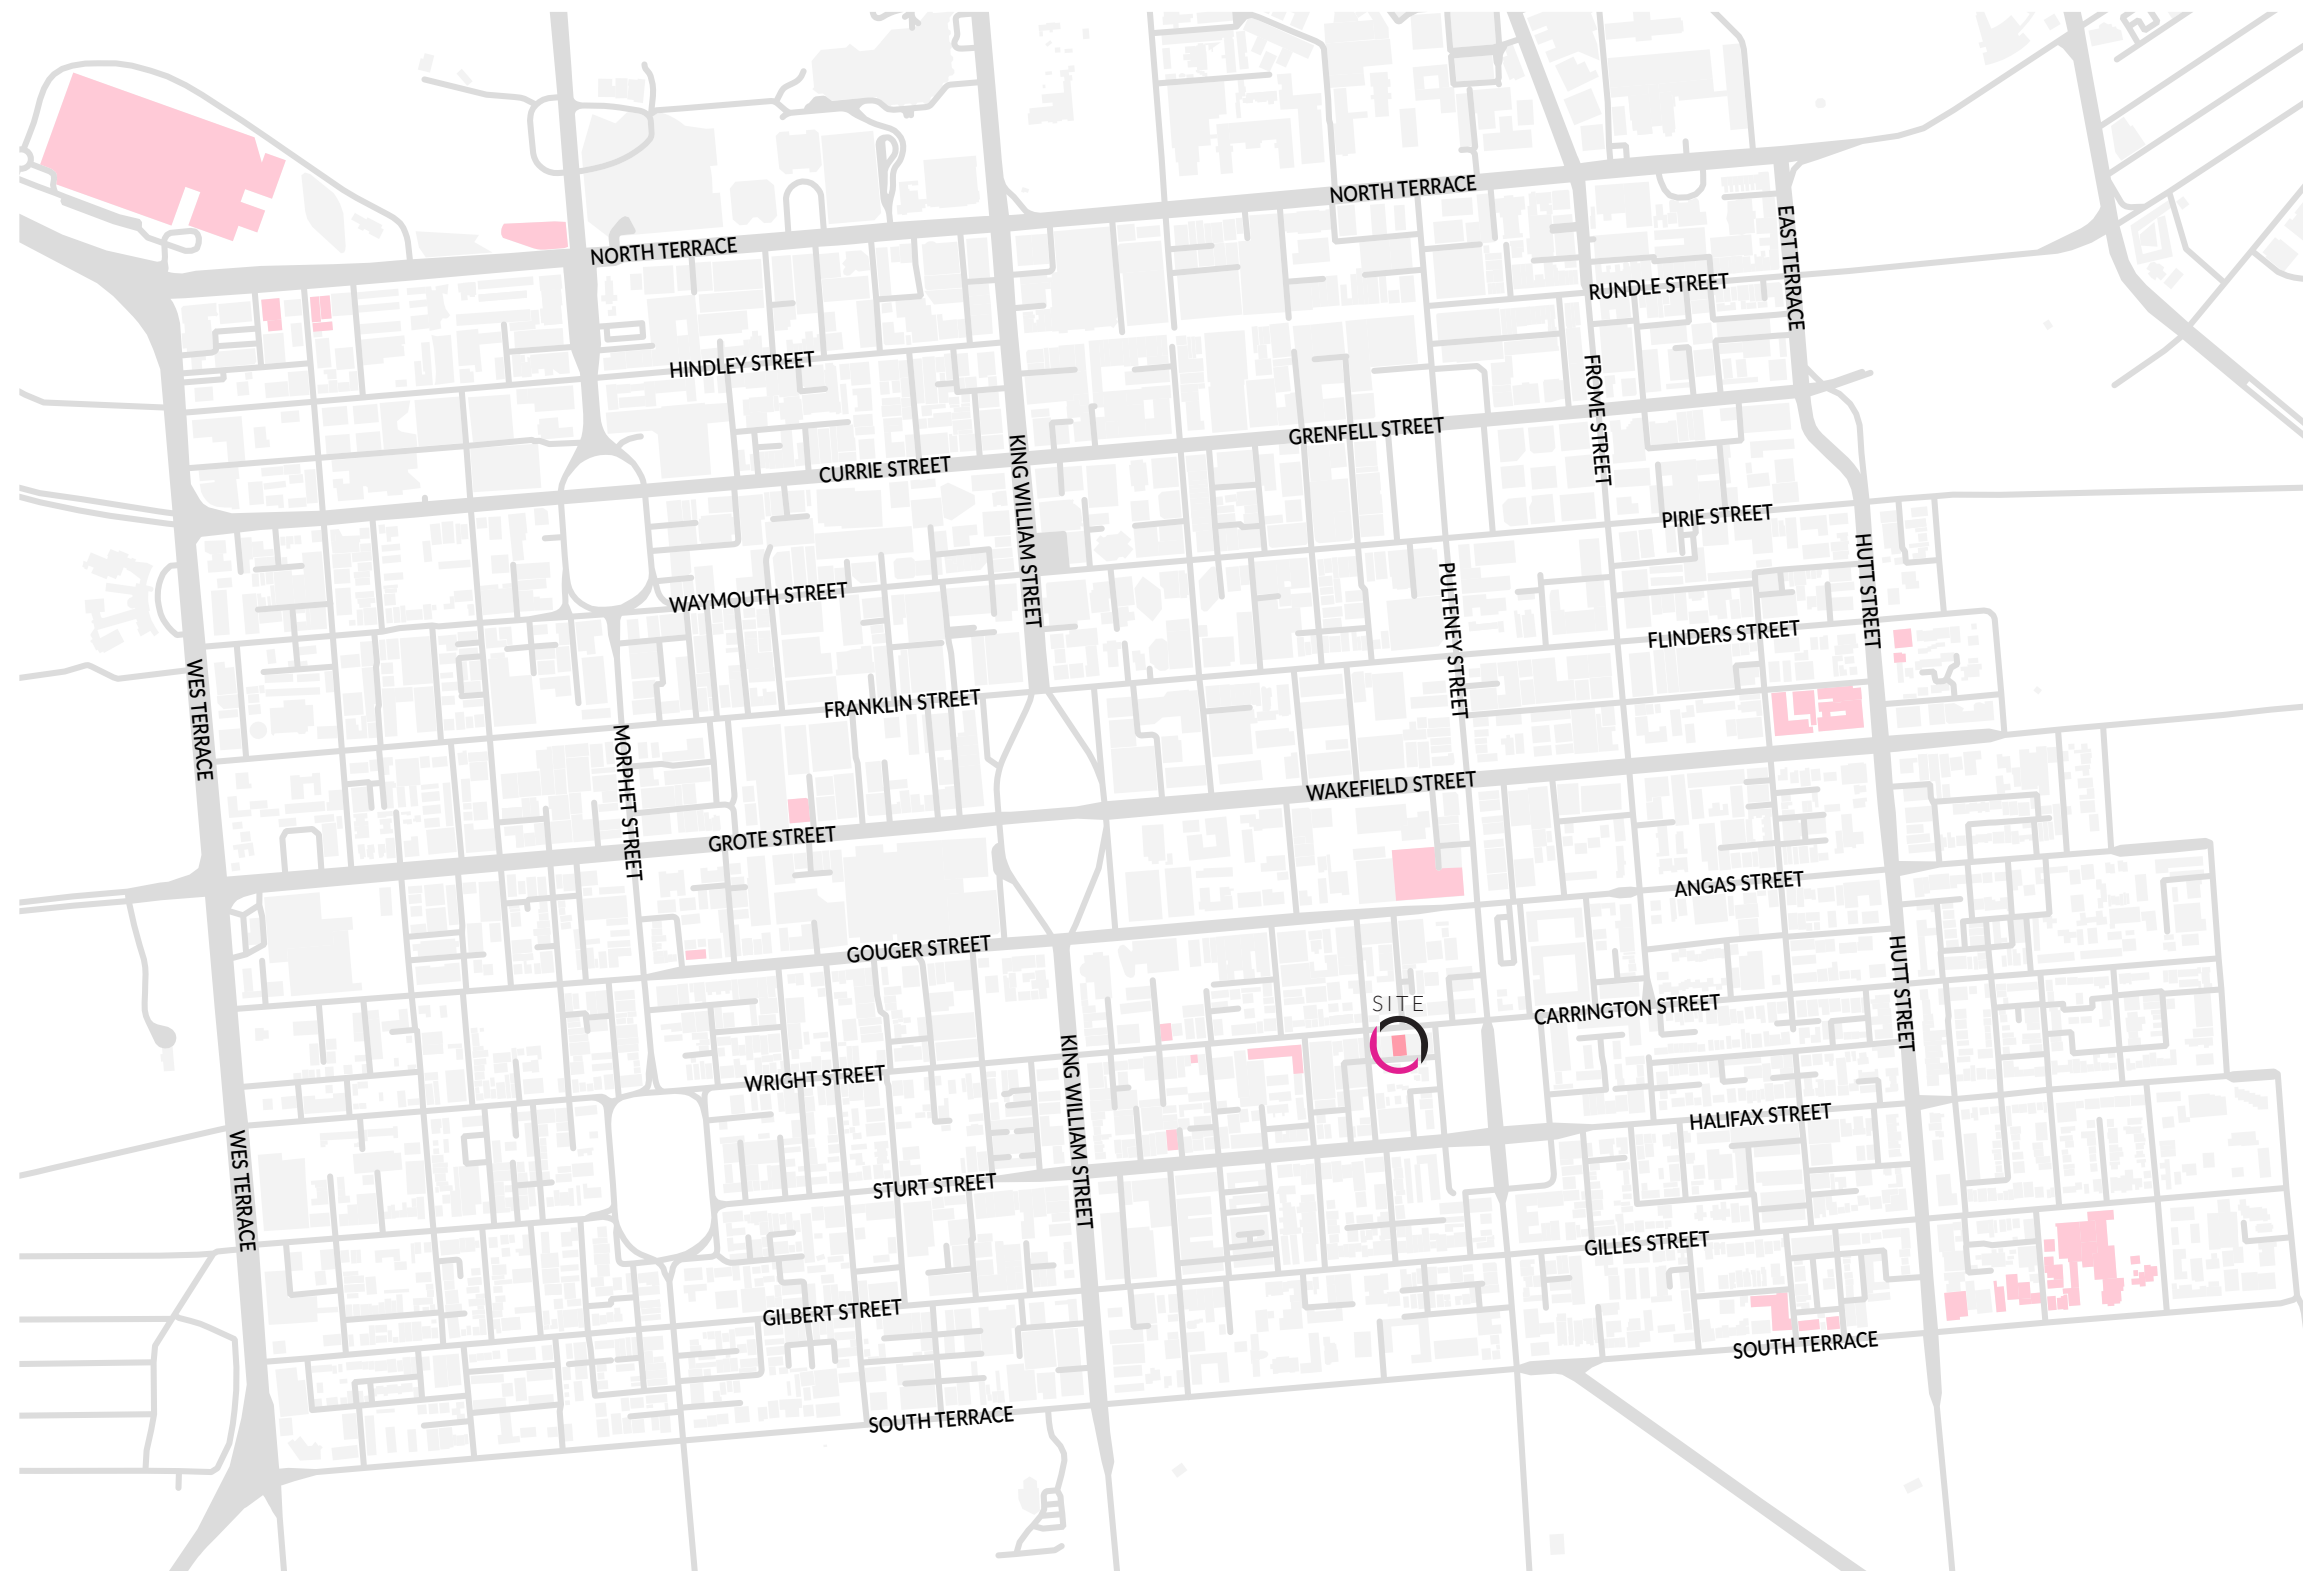 NORTH TERRACE
NORTH TERRACE
EAST TERRACE
RUNDLE STREET
HINDLEY STREET
FROME STREET
GRENFELL STREET
CURRIE STREET
KING WILLIAM STREET
PIRIE STREET
HUTT STREET
WAYMOUTH STREET
PULTENEY STREET
FLINDERS STREET
WES TERRACE
FRANKLIN STREET
MORPHET STREET
WAKEFIELD STREET
GROTE STREET
ANGAS STREET
GOUGER STREET
HUTT STREET
SITE
CARRINGTON STREET
KING WILLIAM STREET
WRIGHT STREET
HALIFAX STREET
WES TERRACE
STURT STREET
GILLES STREET
GILBERT STREET
SOUTH TERRACE
SOUTH TERRACE